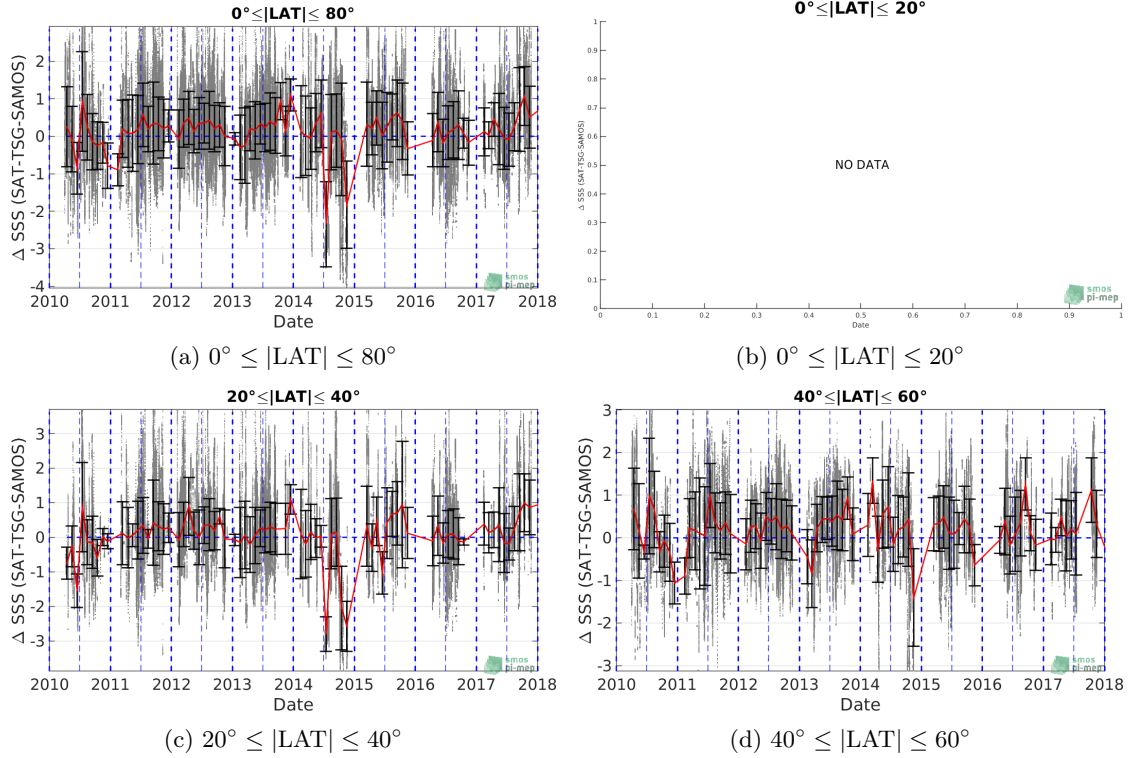 0°≤|LAT|≤ 80°
Δ SSS (SAT-TSG-SAMOS)
2
1
0
-1
-2
-3
-4
2010 2011 2012 2013 2014 2015 2016 2017 2018
Date
smos
pi-mep
(a) 0° ≤ |LAT| ≤ 80°
0°≤|LAT|≤ 20°
Δ SSS (SAT-TSG-SAMOS)
1
0.9
0.8
0.7
0.6
0.5
0.4
0.3
0.2
0.1
0
NO DATA
0 0.1 0.2 0.3 0.4 0.5 0.6 0.7 0.8 0.9 1
Date
smos
pi-mep
(b) 0° ≤ |LAT| ≤ 20°
20°≤|LAT|≤ 40°
Δ SSS (SAT-TSG-SAMOS)
3
2
1
0
-1
-2
-3
2010 2011 2012 2013 2014 2015 2016 2017 2018
Date
smos
pi-mep
(c) 20° ≤ |LAT| ≤ 40°
40°≤|LAT|≤ 60°
Δ SSS (SAT-TSG-SAMOS)
3
2
1
0
-1
-2
-3
2010 2011 2012 2013 2014 2015 2016 2017 2018
Date
smos
pi-mep
(d) 40° ≤ |LAT| ≤ 60°